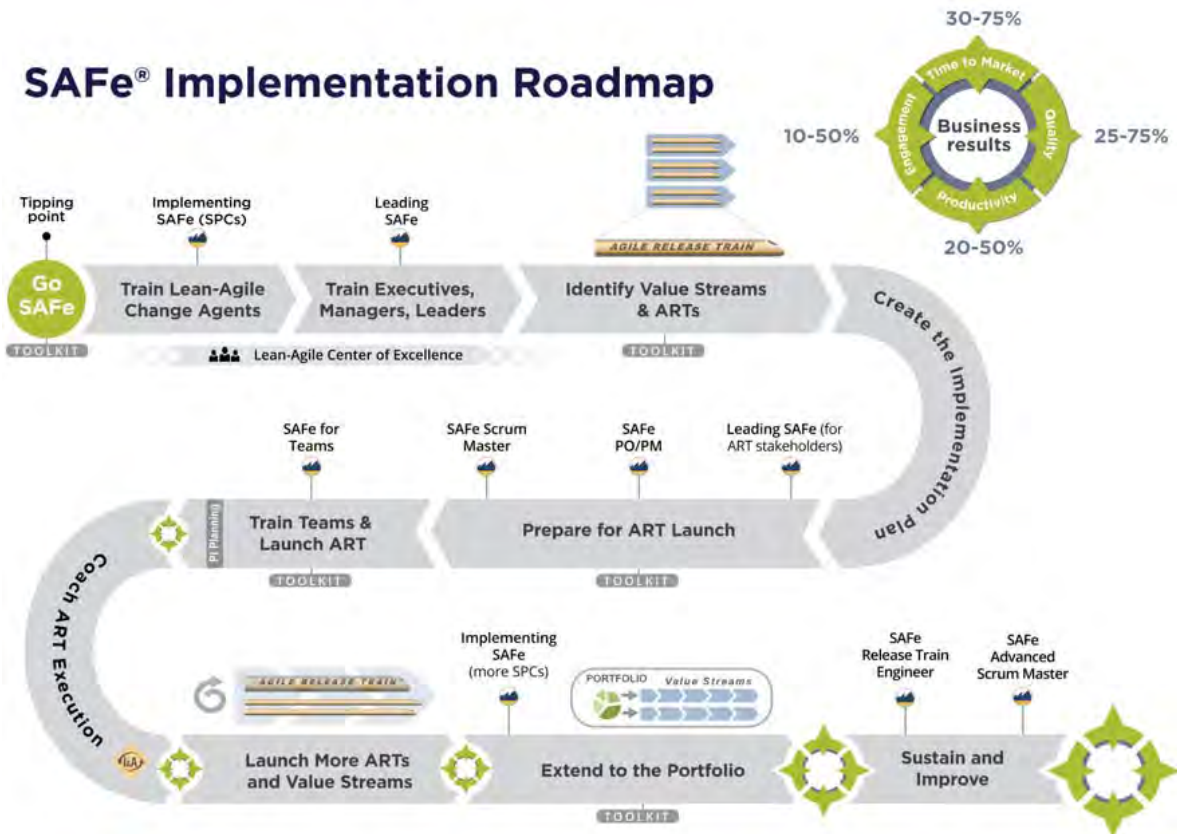 SAFe® Implementation Roadmap
30-75%
Time to Market
10-50%
Engagement
Business
results
Quality
25-75%
Productivity
20-50%
Tipping
point
Implementing
SAFe (SPCs)
Leading
SAFe
AGILE RELEASE TRAIN
Go
SAFe
Train Lean-Agile
Change Agents
Train Executives,
Managers, Leaders
Identify Value Streams
& ARTs
TOOLKIT
Lean-Agile Center of Excellence
TOOLKIT
Create the Implementation Plan
SAFe for
Teams
SAFe Scrum
Master
SAFe
PO/PM
Leading SAFe (for
ART stakeholders)
PI Planning
Train Teams &
Launch ART
Prepare for ART Launch
TOOLKIT
TOOLKIT
Coach ART Execution
I&A
AGILE RELEASE TRAIN
Implementing
SAFe
(more SPCs)
PORTFOLIO
Value Streams
SAFe
Release Train
Engineer
SAFe
Advanced
Scrum Master
Launch More ARTs
and Value Streams
Extend to the Portfolio
Sustain and
Improve
TOOLKIT